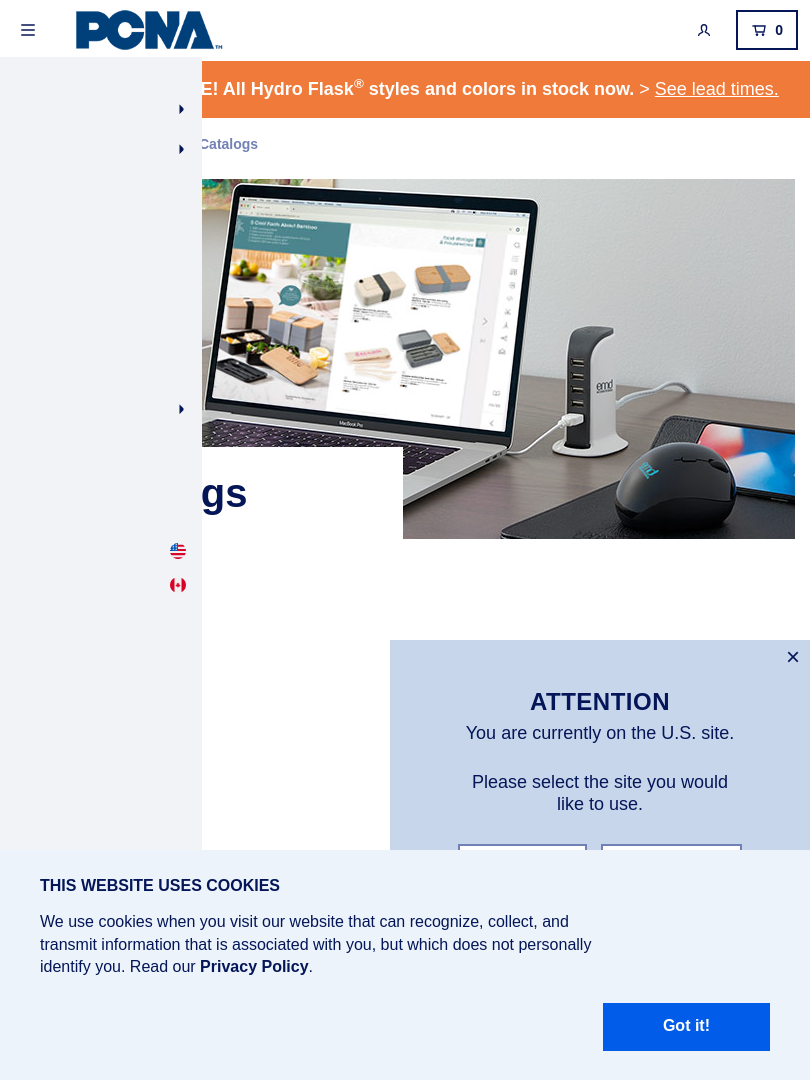 PCNA™
0
E! All Hydro Flask® styles and colors in stock now. > See lead times.
Catalogs
5 Cool Facts About Bamboo
food storage
MacBook Pro
emd
gs
×
ATTENTION
You are currently on the U.S. site.
Please select the site you would
like to use.
THIS WEBSITE USES COOKIES
We use cookies when you visit our website that can recognize, collect, and
transmit information that is associated with you, but which does not personally
identify you. Read our Privacy Policy.
Got it!